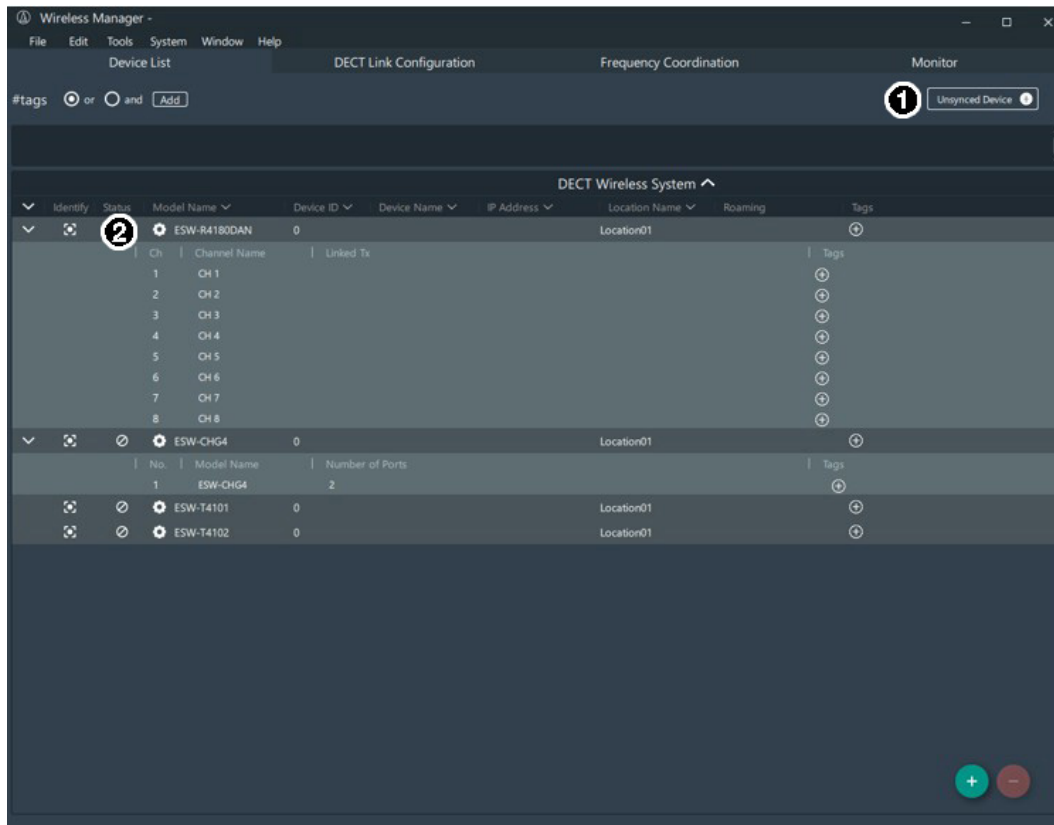 Wireless Manager -
File Edit Tools System Window Help
Device List DECT Link Configuration Frequency Coordination Monitor
#tags or and Add 1 Unsynced Device
DECT Wireless System
Identify Status Model Name Device ID Device Name IP Address Location Name Roaming Tags
2 ESW-R4180DAN 0 Location01
Ch Channel Name Linked Tx Tags
1 CH 1
2 CH 2
3 CH 3
4 CH 4
5 CH 5
6 CH 6
7 CH 7
8 CH 8
ESW-CHG4 0 Location01
No. Model Name Number of Ports Tags
1 ESW-CHG4 2
ESW-T4101 0 Location01
ESW-T4102 0 Location01